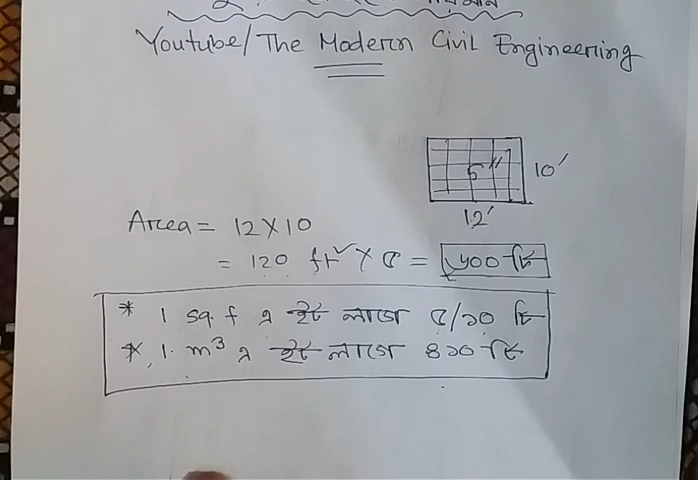 Youtube/The Modern Civil Engineering
5"
10'
12'
Area = 12 X 10
= 120 ft² X ৫ = ৬০০ টি
* 1 sq. f এ ইট লাগে ৫/১০ টি
* 1. m³ এ ইট লাগে ৪১০ টি